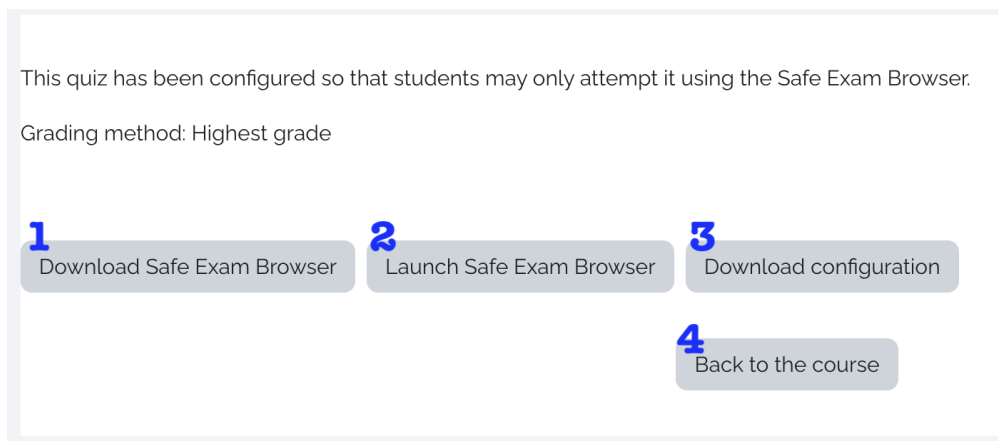 This quiz has been configured so that students may only attempt it using the Safe Exam Browser.
Grading method: Highest grade
1 2 3
Download Safe Exam Browser Launch Safe Exam Browser Download configuration
4
Back to the course